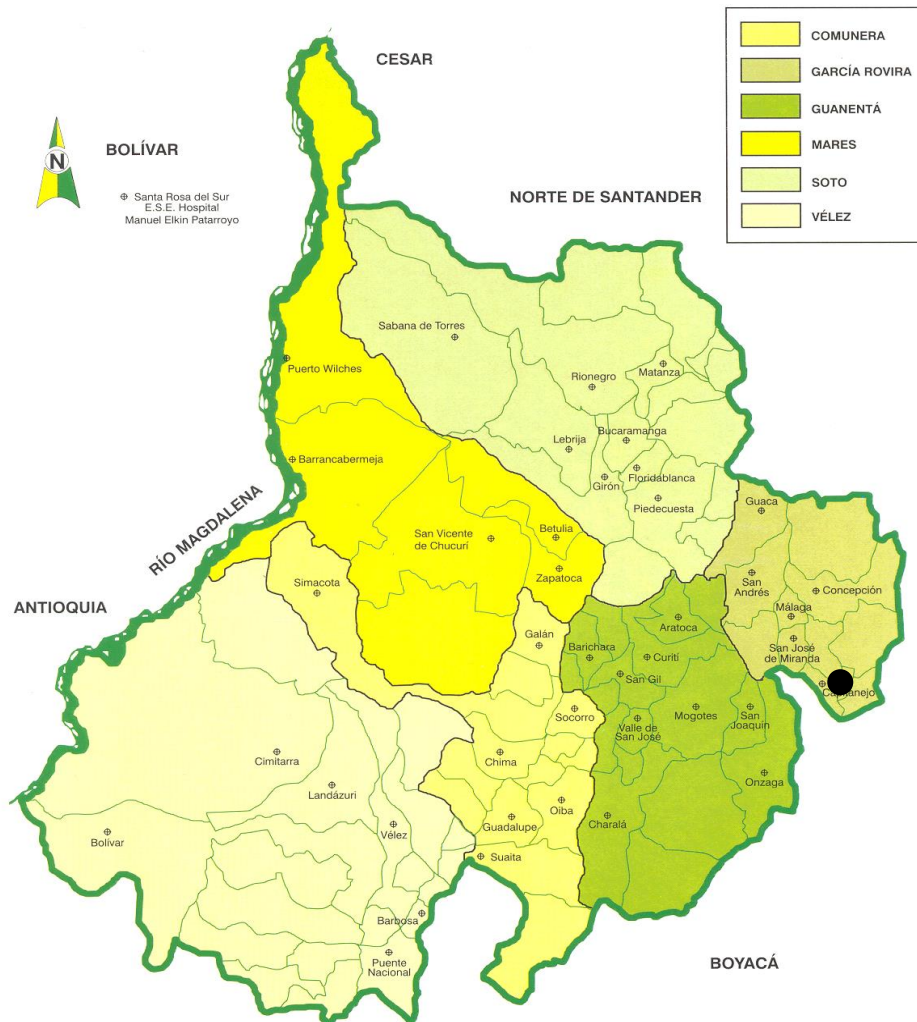 CESAR
BOLÍVAR
N
Santa Rosa del Sur
E.S.E. Hospital
Manuel Elkin Patarroyo
NORTE DE SANTANDER
COMUNERA
GARCÍA ROVIRA
GUANENTÁ
MARES
SOTO
VÉLEZ
Sabana de Torres
Puerto Wilches
Rionegro
Matanza
Bucaramanga
Lebrija
Floridablanca
Girón
Piedecuesta
Barrancabermeja
RÍO MAGDALENA
San Vicente
de Chucurí
Betulia
Zapatoca
Guaca
San
Andrés
Concepción
Málaga
San José
de Miranda
ANTIOQUIA
Simacota
Galán
Aratoca
Barichara
Curití
San Gil
Socorro
Valle de
San José
Mogotes
San
Joaquín
Chima
Onzaga
Cimitarra
Landázuri
Oiba
Guadalupe
Charalá
Bolívar
Vélez
Suaita
Barbosa
Puente
Nacional
BOYACÁ